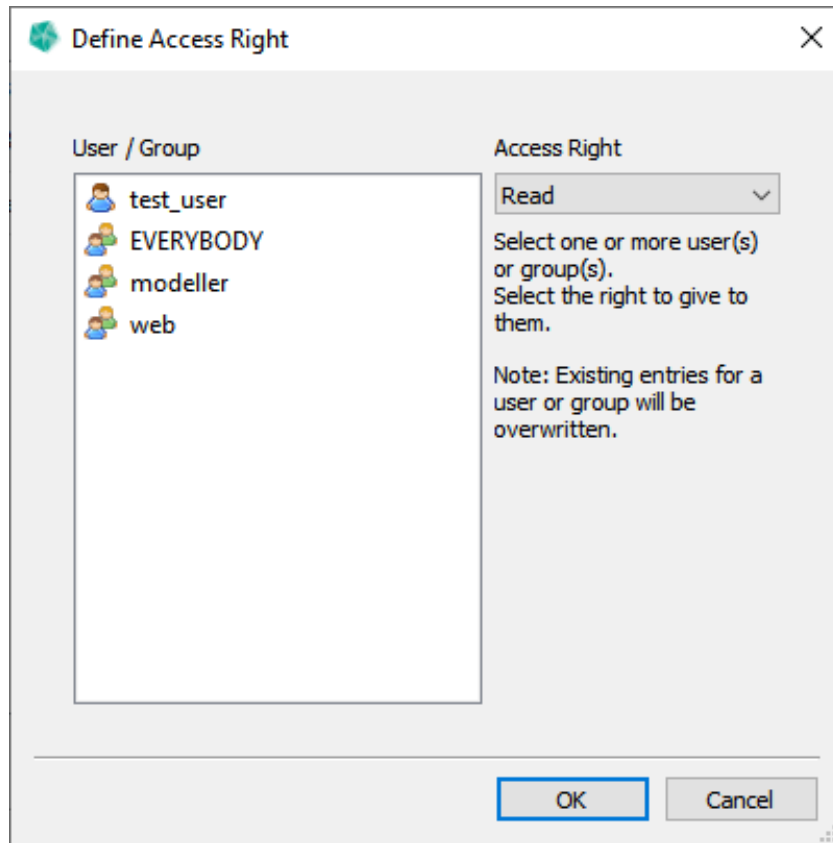 Define Access Right
User / Group
test_user
EVERYBODY
modeller
web
Access Right
Read
Select one or more user(s)
or group(s).
Select the right to give to
them.
Note: Existing entries for a
user or group will be
overwritten.
OK
Cancel